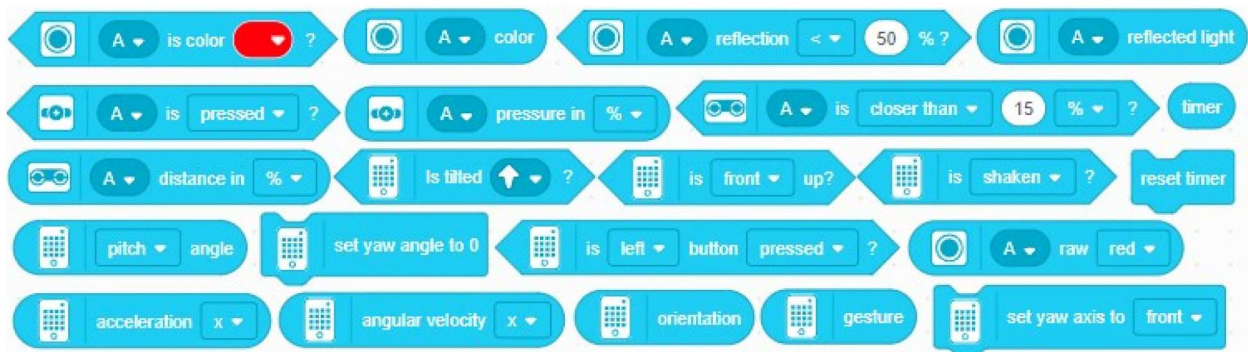 A is color ? A color A reflection < 50 % ? A reflected light
A is pressed ? A pressure in % A is closer than 15 % ? timer
A distance in % Is tilted ? is front up? is shaken ? reset timer
pitch angle set yaw angle to 0 is left button pressed ? A raw red
acceleration x angular velocity x orientation gesture set yaw axis to front